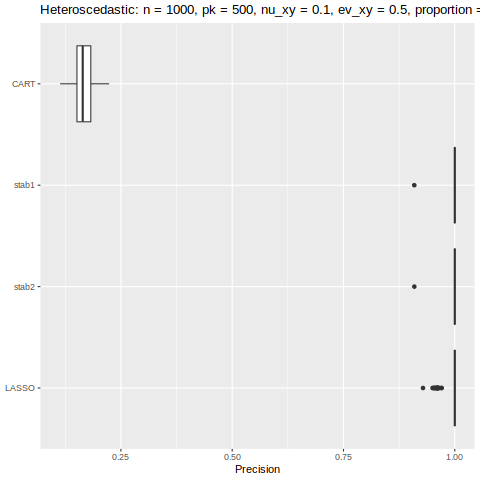 Heteroscedastic: n = 1000, pk = 500, nu_xy = 0.1, ev_xy = 0.5, proportion =
CART
stab1
stab2
LASSO
0.25 0.50 0.75 1.00
Precision